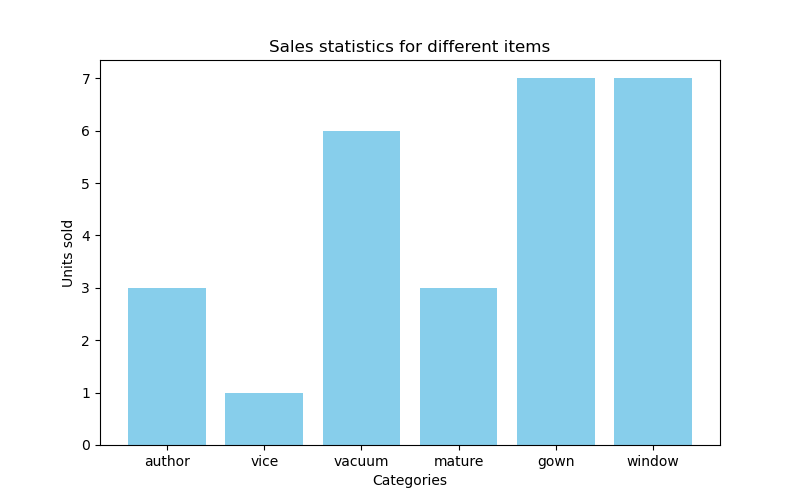 Sales statistics for different items
7
6
5
4
3
2
1
0
Units sold
author vice vacuum mature gown window
Categories